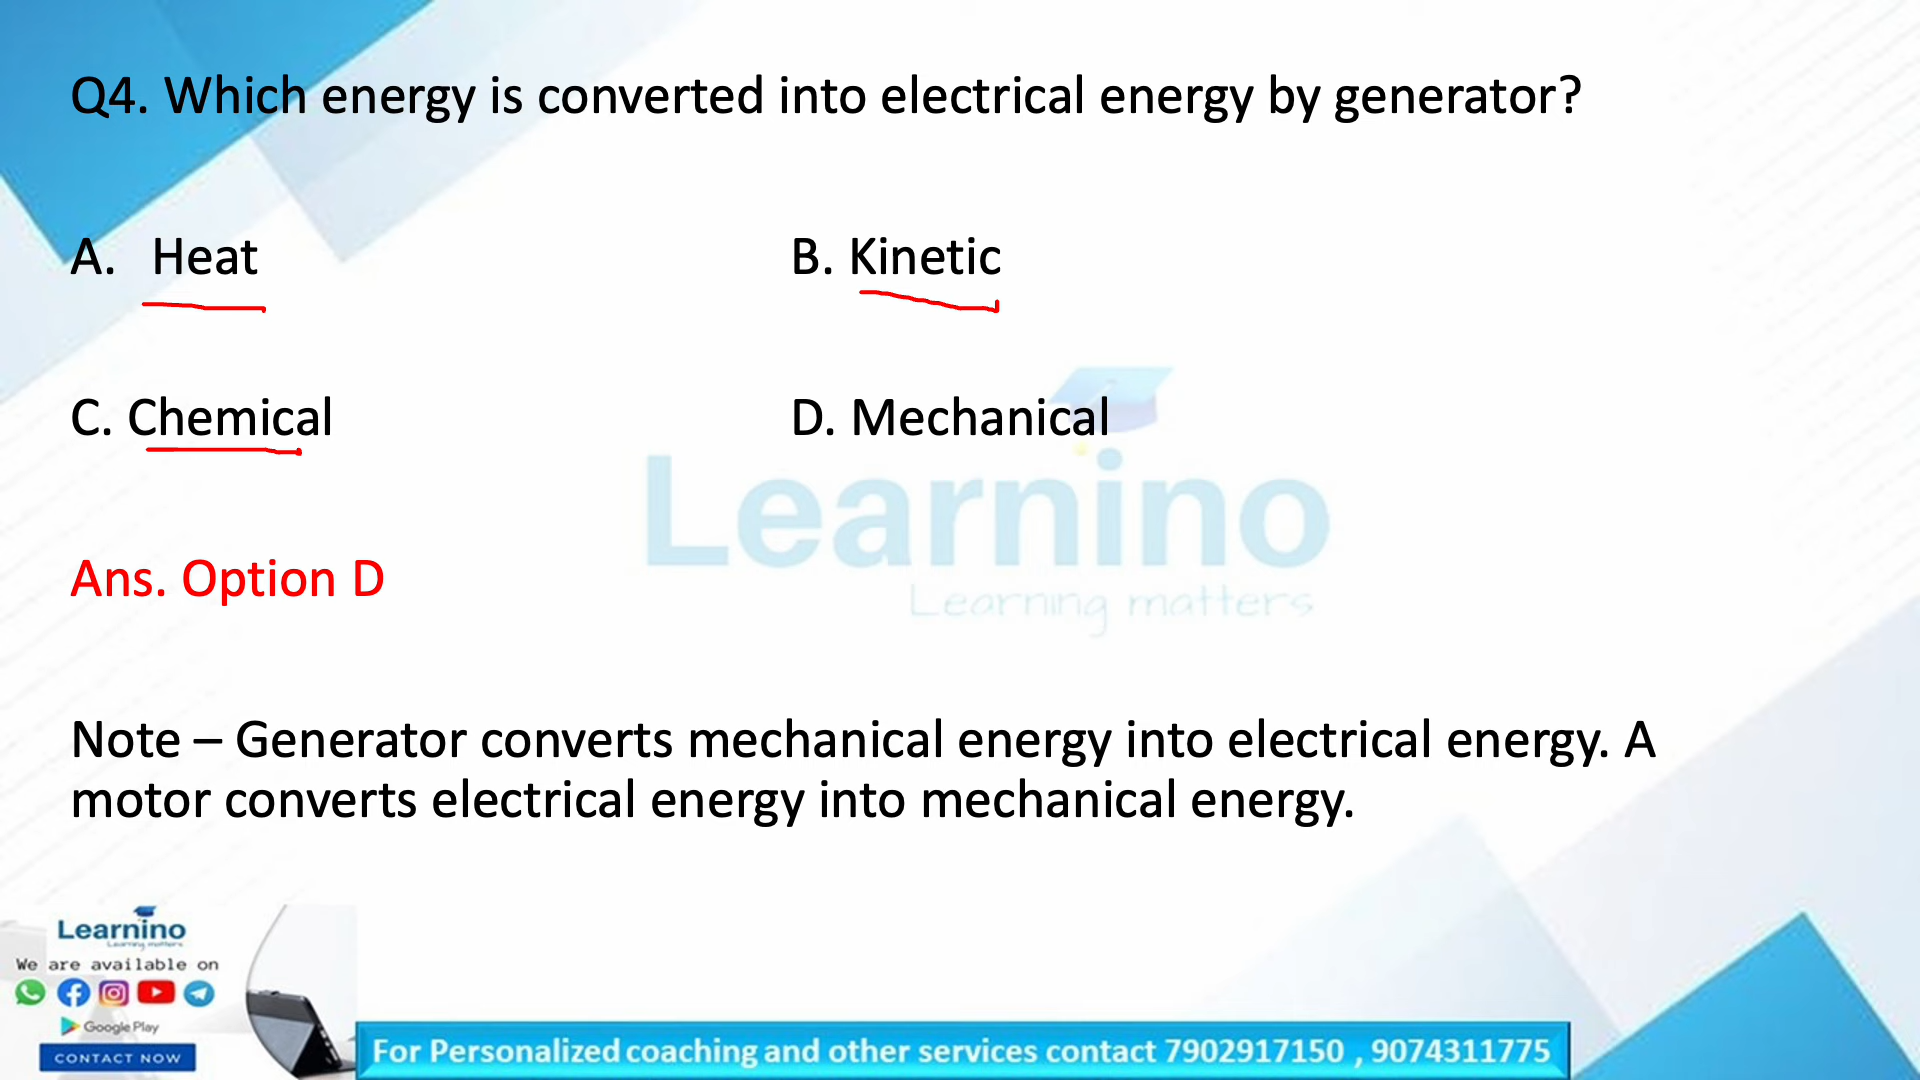 Q4. Which energy is converted into electrical energy by generator?
A. Heat
B. Kinetic
C. Chemical
D. Mechanical
Learnino
Learning matters
Ans. Option D
Note – Generator converts mechanical energy into electrical energy. A
motor converts electrical energy into mechanical energy.
Learnino
Learning matters
We are available on
Google Play
CONTACT NOW
For Personalized coaching and other services contact 7902917150 , 9074311775